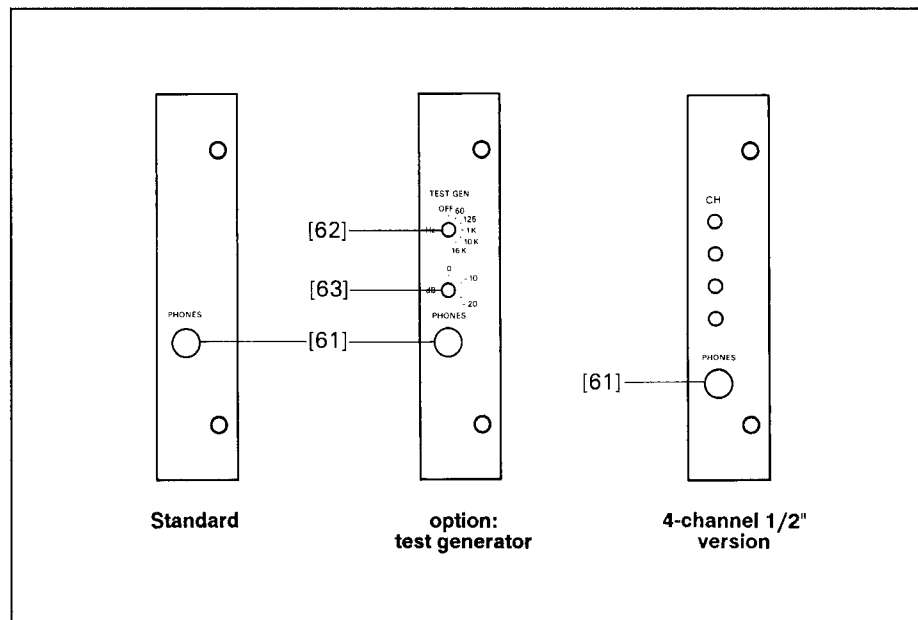 PHONES
Standard
[62]
[63]
[61]
TEST GEN
OFF
60
125
1K
10K
16K
Hz
0
-10
-20
dB
PHONES
option:
test generator
CH
[61]
PHONES
4-channel 1/2"
version